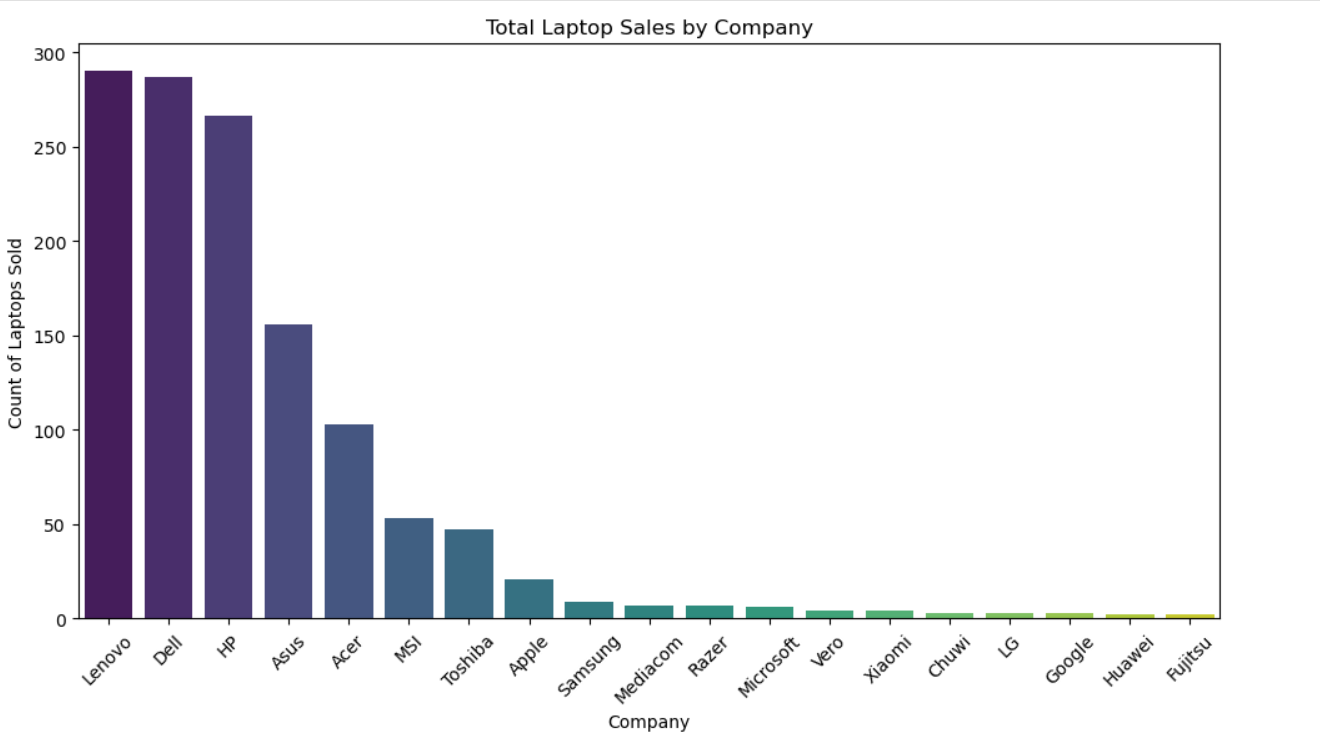 Total Laptop Sales by Company
Count of Laptops Sold
300
250
200
150
100
50
0
Lenovo
Dell
HP
Asus
Acer
MSI
Toshiba
Apple
Samsung
Mediacom
Razer
Microsoft
Vero
Xiaomi
Chuwi
LG
Google
Huawei
Fujitsu
Company